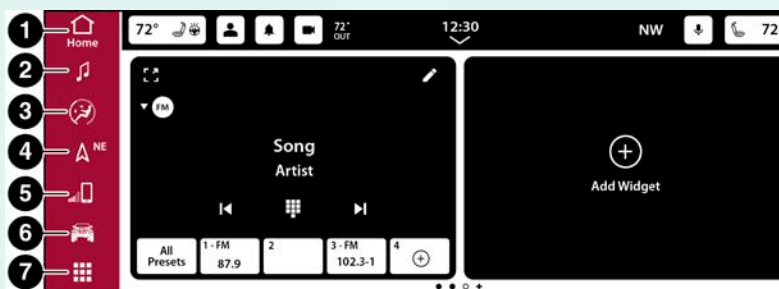 1
Home
2
3
4
NE
5
6
7
72°
72°
OUT
12:30
NW
72
FM
Song
Artist
All
Presets
1 - FM
87.9
2
3 - FM
102.3-1
4
Add Widget